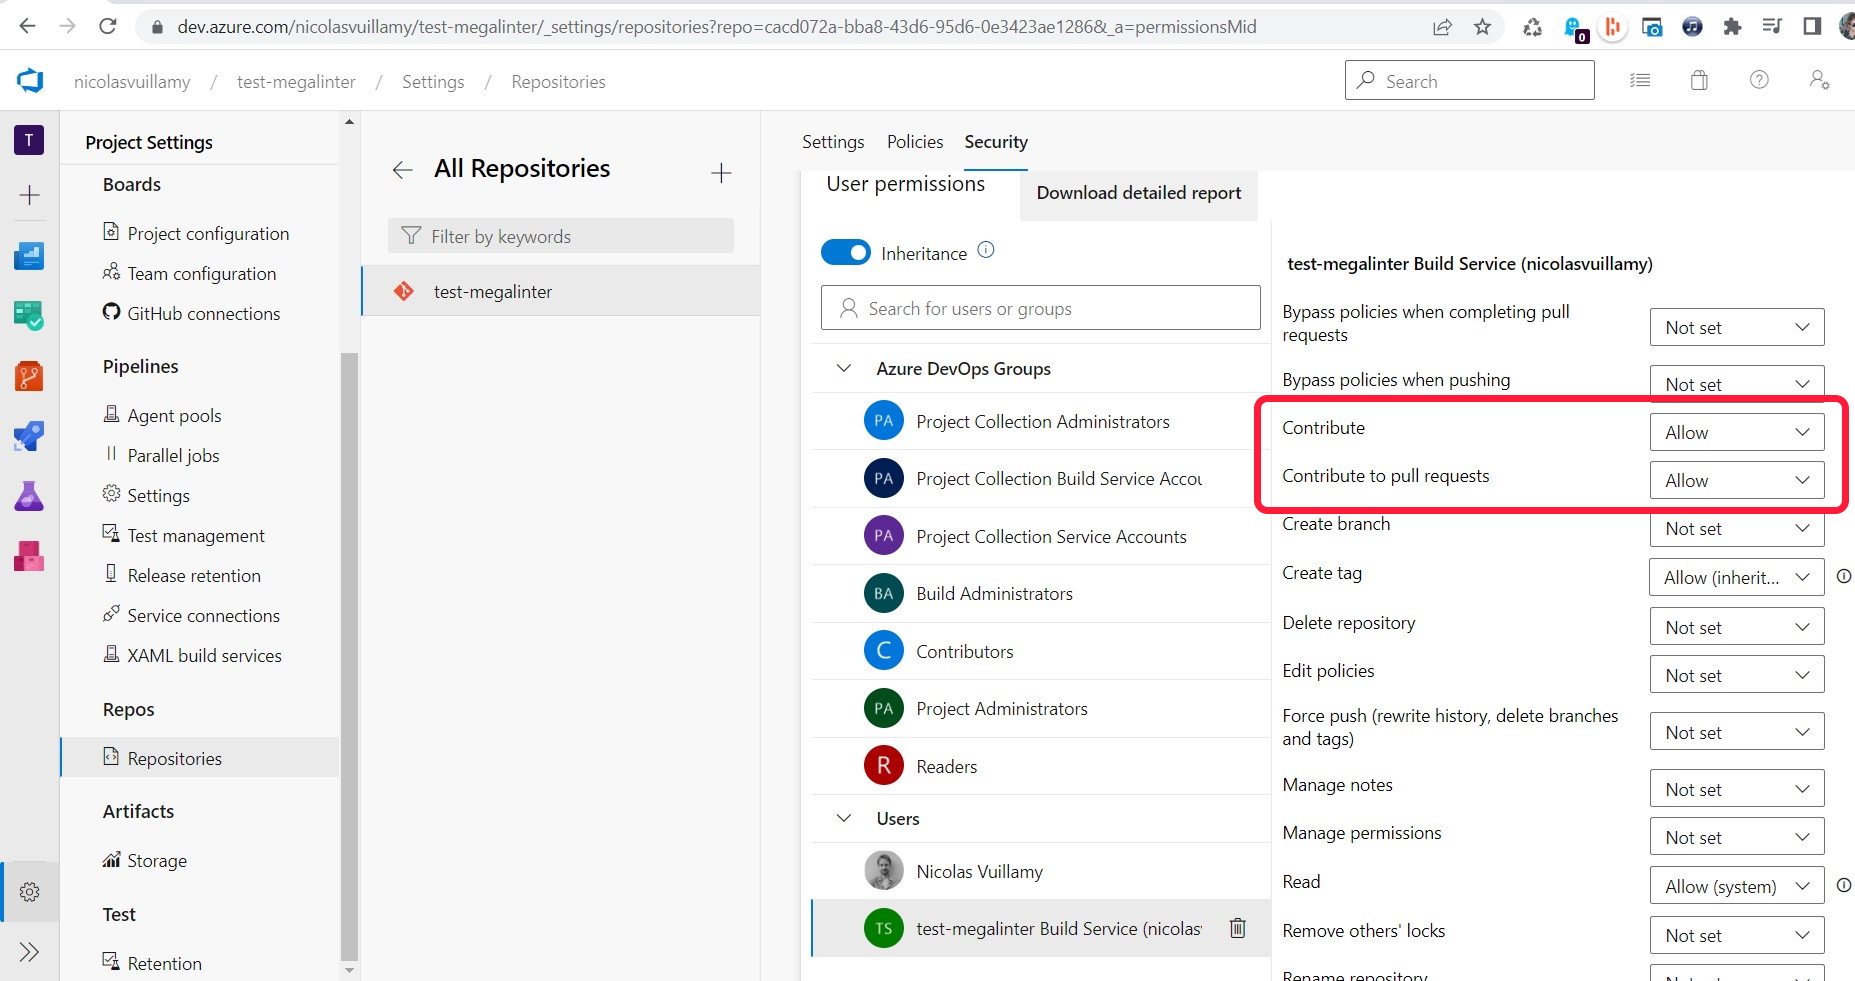 dev.azure.com/nicolasvuillamy/test-megalinter/_settings/repositories?repo=cacd072a-bba8-43d6-95d6-0e3423ae1286&_a=permissionsMid
0
nicolasvuillamy / test-megalinter / Settings / Repositories
Search
T
Project Settings
Boards
Project configuration
Team configuration
GitHub connections
Pipelines
Agent pools
Parallel jobs
Settings
Test management
Release retention
Service connections
XAML build services
Repos
Repositories
Artifacts
Storage
Test
Retention
All Repositories
Filter by keywords
test-megalinter
Settings Policies Security
User permissions
Download detailed report
Inheritance
Search for users or groups
Azure DevOps Groups
PA Project Collection Administrators
PA Project Collection Build Service Accou
PA Project Collection Service Accounts
BA Build Administrators
C Contributors
PA Project Administrators
R Readers
Users
Nicolas Vuillamy
TS test-megalinter Build Service (nicolas
test-megalinter Build Service (nicolasvuillamy)
Bypass policies when completing pull
requests
Not set
Bypass policies when pushing
Not set
Contribute
Allow
Contribute to pull requests
Allow
Create branch
Not set
Create tag
Allow (inherit...
Delete repository
Not set
Edit policies
Not set
Force push (rewrite history, delete branches
and tags)
Not set
Manage notes
Not set
Manage permissions
Not set
Read
Allow (system)
Remove others' locks
Not set
Rename repository